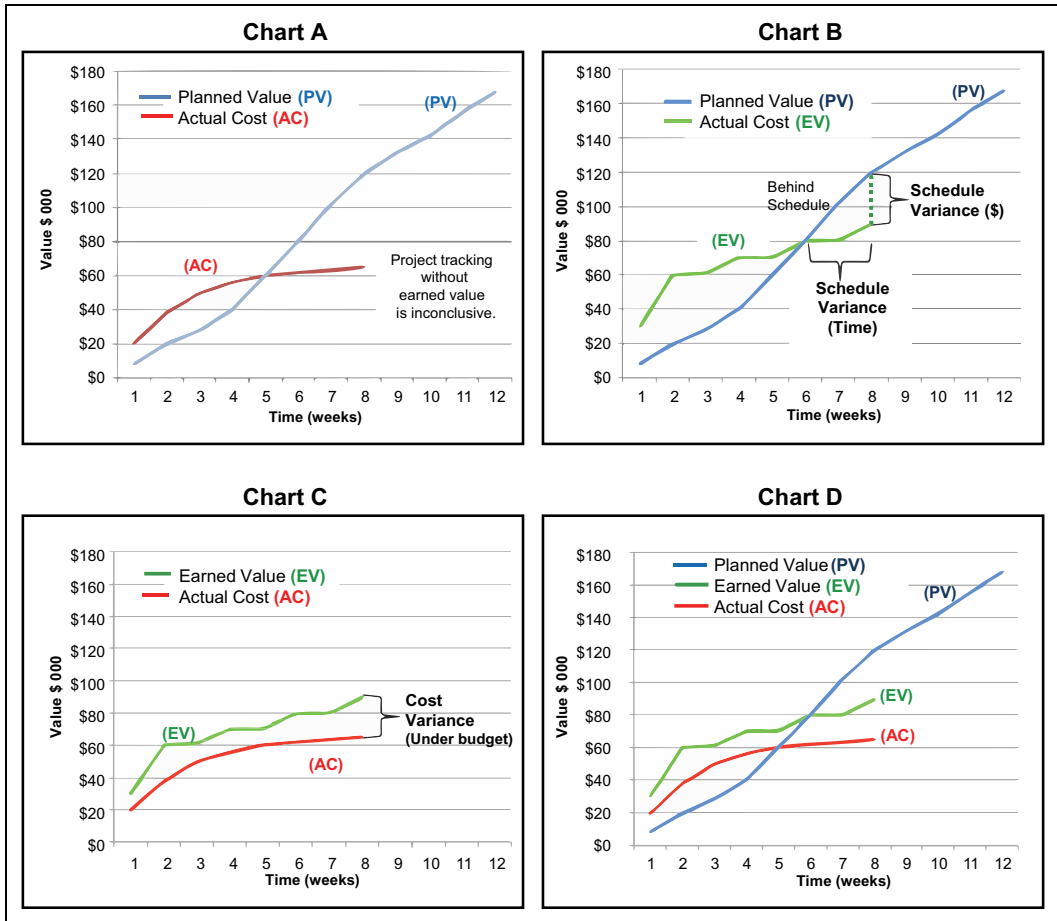 Chart A
Value $ 000
$180
$160
$140
$120
$100
$80
$60
$40
$20
$0
Planned Value (PV)
Actual Cost (AC)
(PV)
(AC)
Project tracking
without
earned value
is inconclusive.
1 2 3 4 5 6 7 8 9 10 11 12
Time (weeks)
Chart B
Value $ 000
$180
$160
$140
$120
$100
$80
$60
$40
$20
$0
Planned Value (PV)
Actual Cost (EV)
(PV)
Behind
Schedule
Schedule
Variance ($)
(EV)
Schedule
Variance
(Time)
1 2 3 4 5 6 7 8 9 10 11 12
Time (weeks)
Chart C
Value $ 000
$180
$160
$140
$120
$100
$80
$60
$40
$20
$0
Earned Value (EV)
Actual Cost (AC)
Cost
Variance
(Under budget)
(EV)
(AC)
1 2 3 4 5 6 7 8 9 10 11 12
Time (weeks)
Chart D
Value $ 000
$180
$160
$140
$120
$100
$80
$60
$40
$20
$0
Planned Value (PV)
Earned Value (EV)
Actual Cost (AC)
(PV)
(EV)
(AC)
1 2 3 4 5 6 7 8 9 10 11 12
Time (weeks)